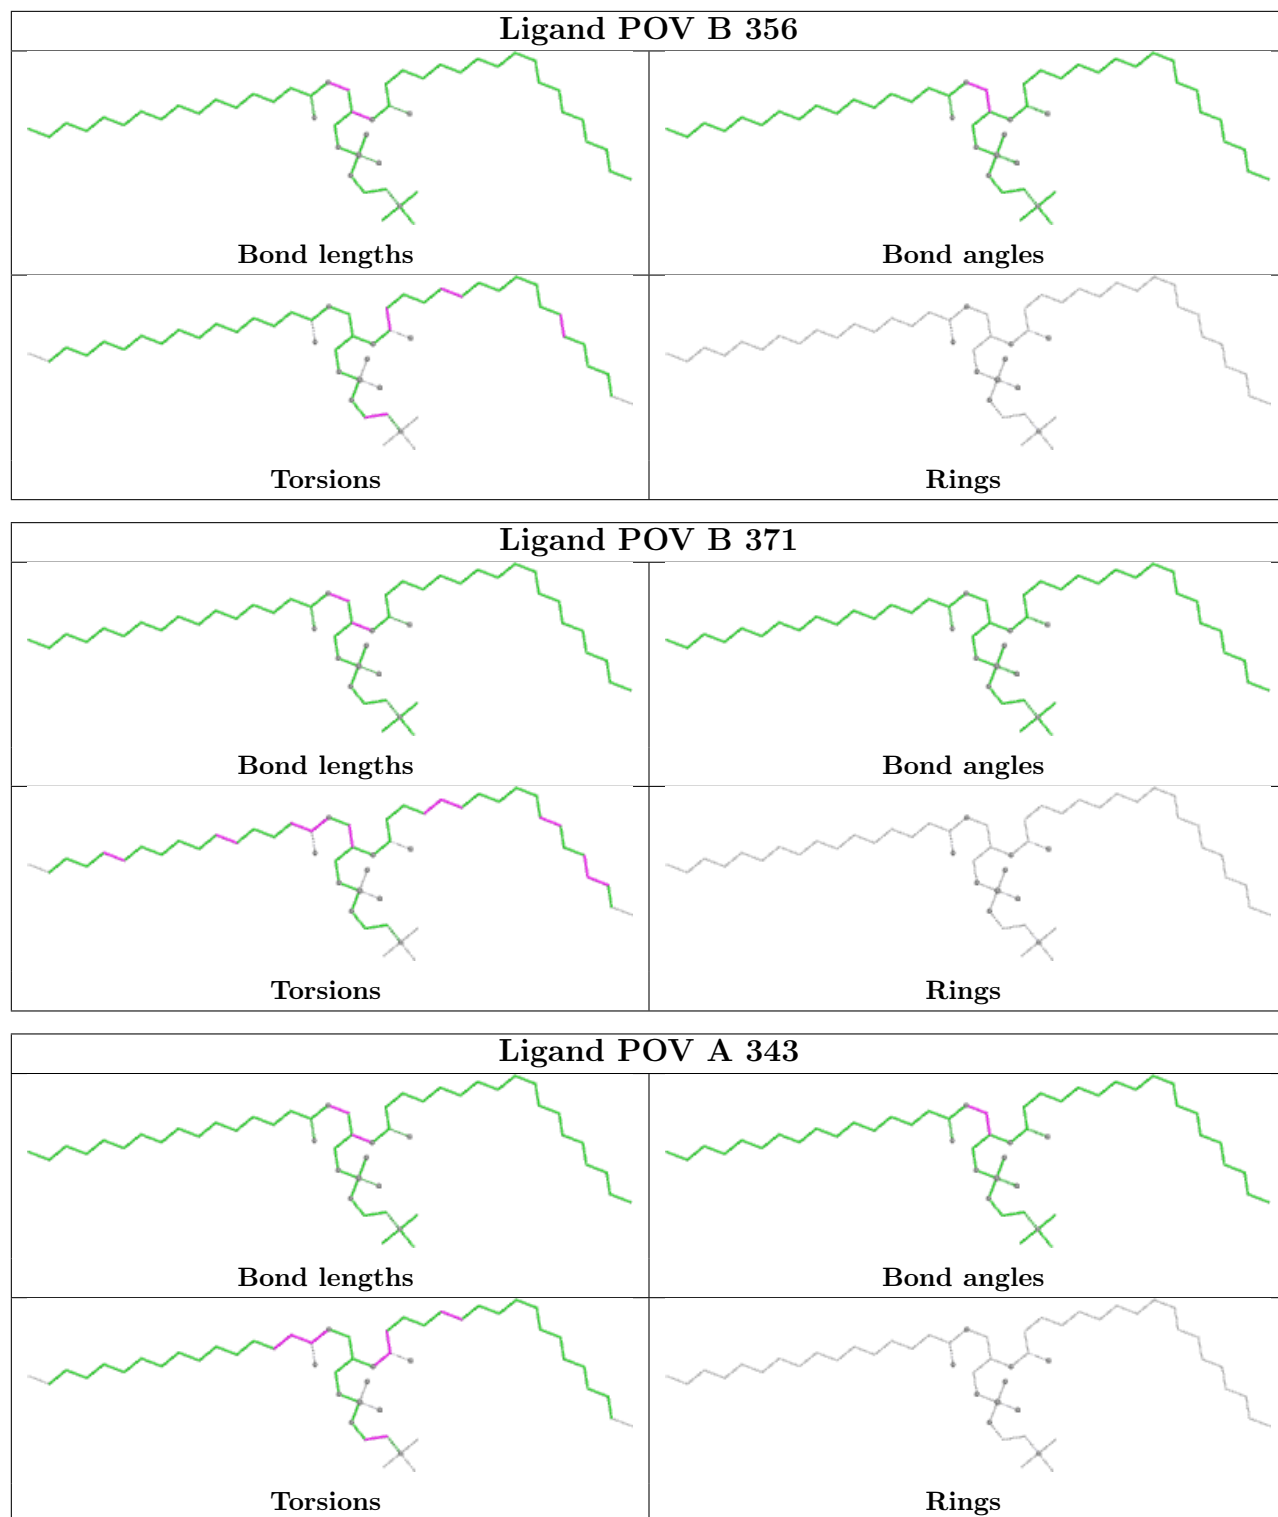 Ligand POV B 356
Bond lengths
Bond angles
Torsions
Rings
Ligand POV B 371
Bond lengths
Bond angles
Torsions
Rings
Ligand POV A 343
Bond lengths
Bond angles
Torsions
Rings